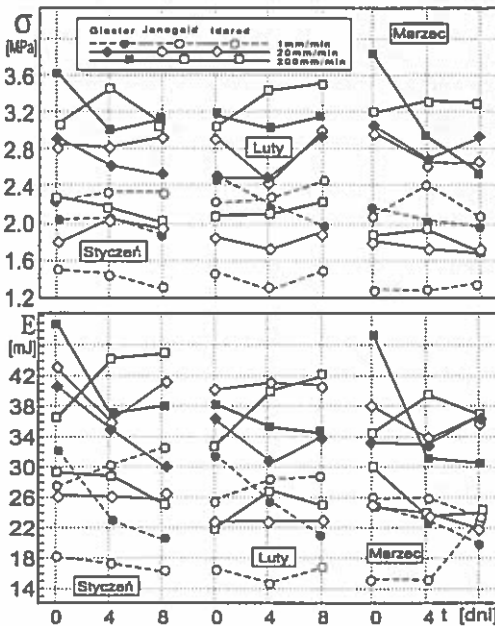 σ
[MPa]
Gloster Jonagold Idared
1mm/min
20mm/min
200mm/min
Marzec
3.6
3.2
2.8
2.4
2.0
1.6
1.2
Luty
Styczeń
E
[mJ]
42
38
34
30
26
22
18
14
Styczeń
Luty
Marzec
0 4 8 0 4 8 0 4 8 t [dni]